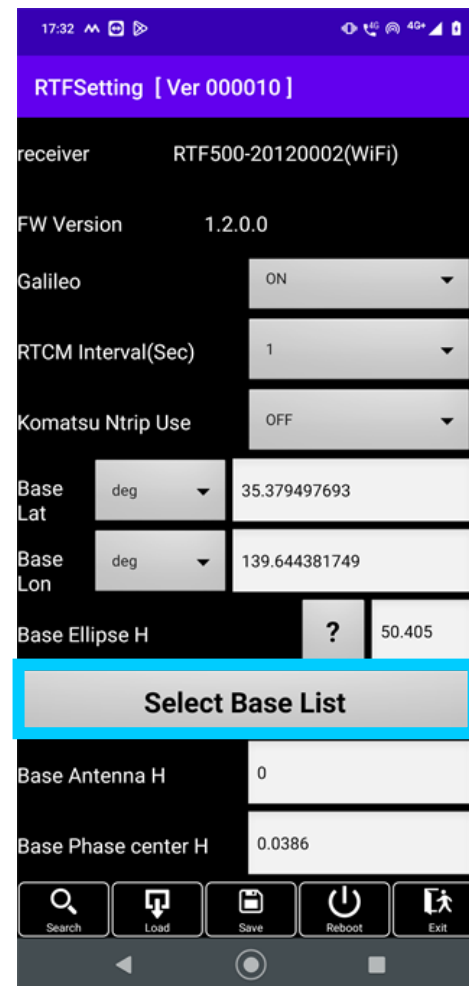 17:32 4G 4G+
RTFSetting [ Ver 000010 ]
receiver RTF500-20120002(WiFi)
FW Version 1.2.0.0
Galileo ON
RTCM Interval(Sec) 1
Komatsu Ntrip Use OFF
Base Lat deg 35.379497693
Base Lon deg 139.644381749
Base Ellipse H ? 50.405
Select Base List
Base Antenna H 0
Base Phase center H 0.0386
Search Load Save Reboot Exit